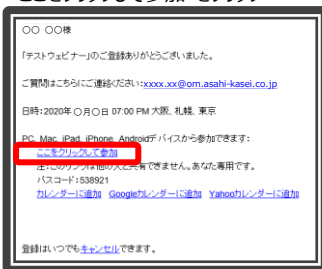 ここをクリックして参加 をクリック
〇〇 〇〇様
「テストウェビナー」のご登録ありがとうございました。
ご質問はこちらにご連絡ください:xxxx.xx@om.asahi-kasei.co.jp
日時:2020年〇月〇日 07:00 PM 大阪、札幌、東京
PC, Mac, iPad, iPhone, Androidデバイスから参加できます:
ここをクリックして参加
注:このリンクは他の人と共有できません。あなた専用です。
パスコード:538921
カレンダーに追加 Googleカレンダーに追加 Yahooカレンダーに追加
登録はいつでもキャンセルできます。